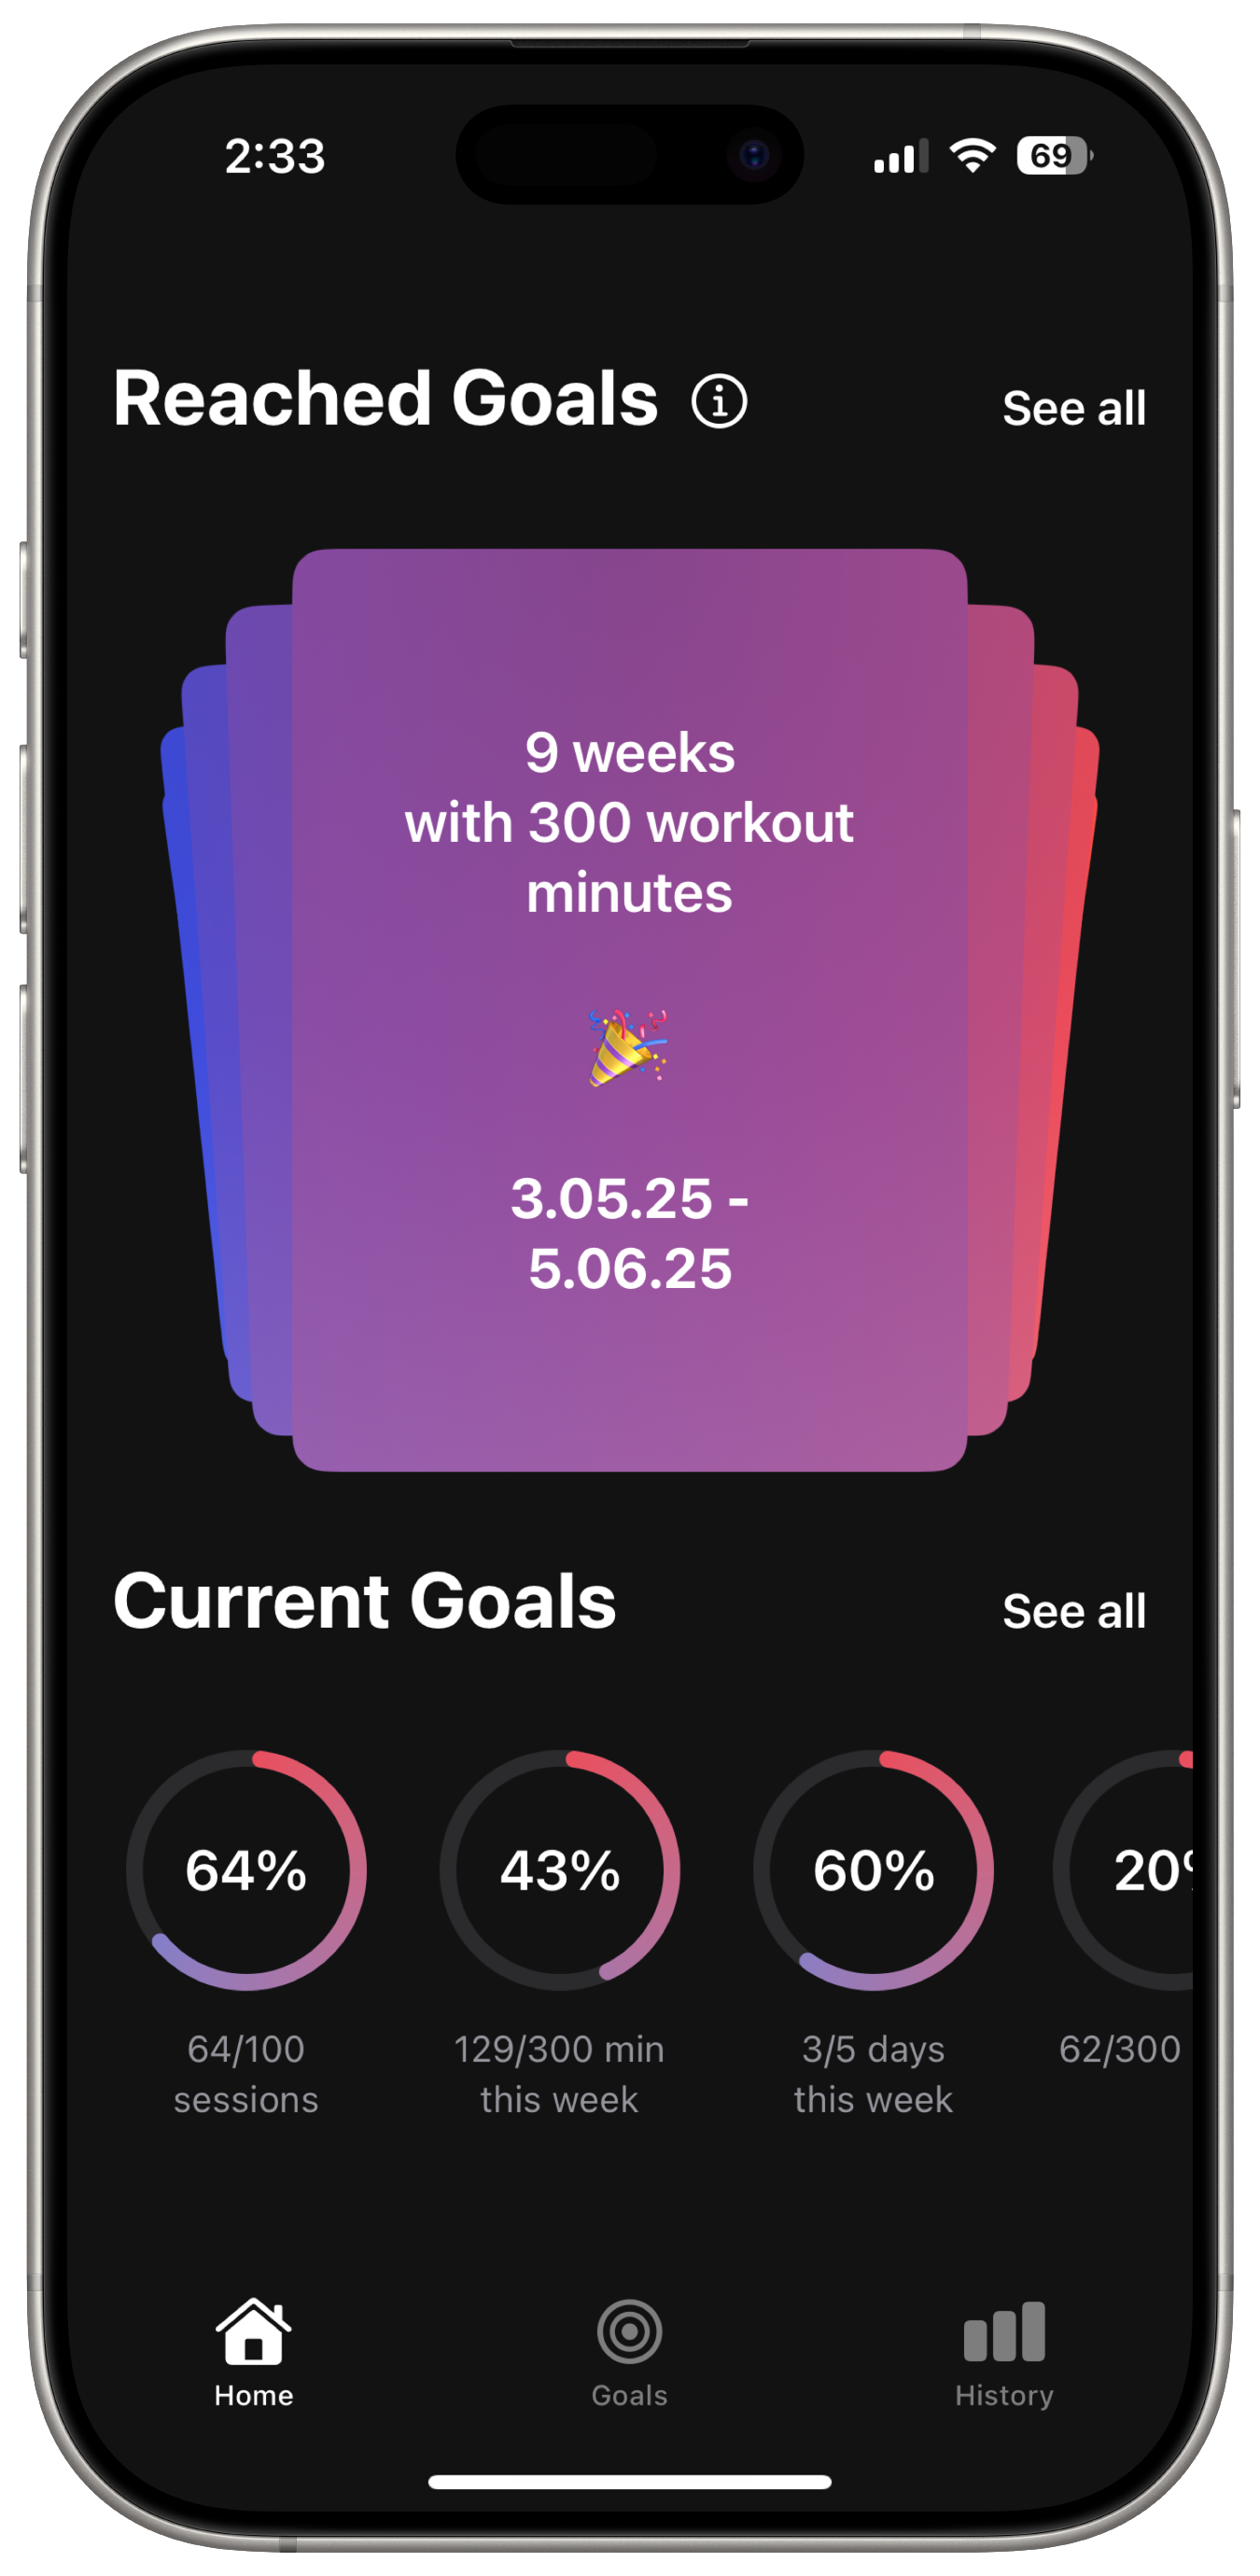 2:33
69
Reached Goals
See all
9 weeks
with 300 workout
minutes
3.05.25 -
5.06.25
Current Goals
See all
64%
43%
60%
20%
64/100
sessions
129/300 min
this week
3/5 days
this week
62/300
Home
Goals
History